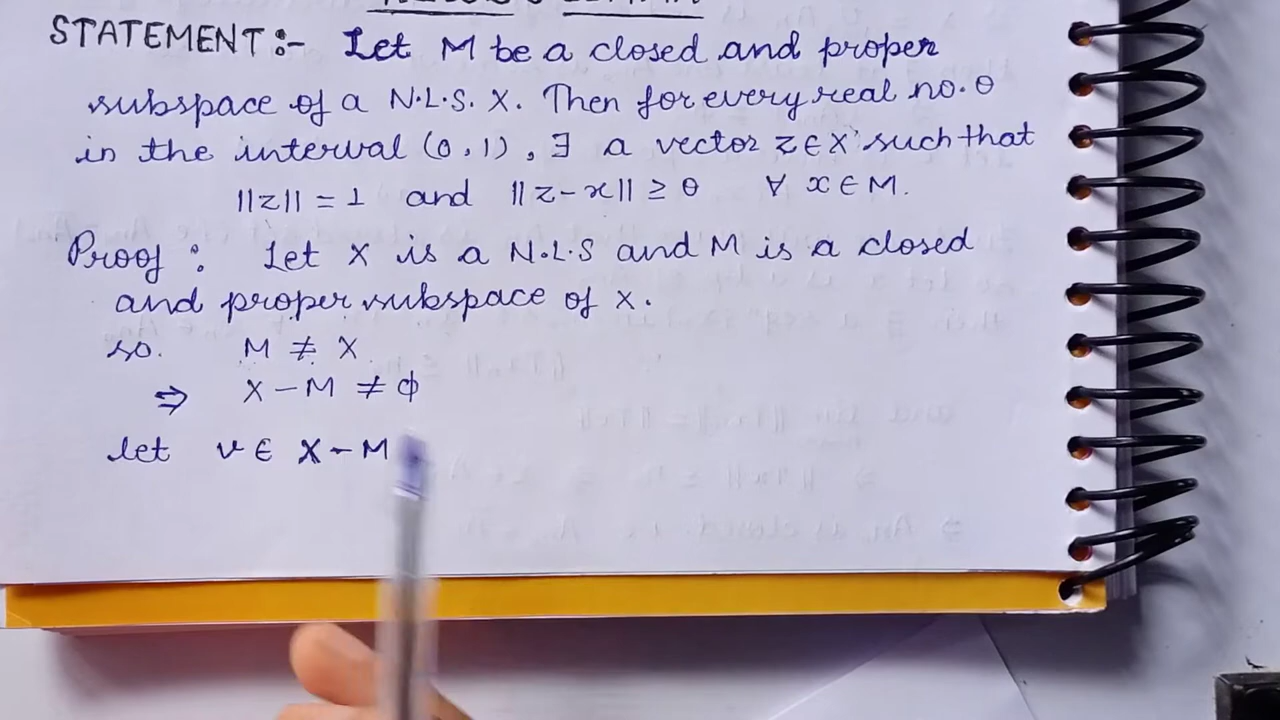 STATEMENT :- Let M be a closed and proper
subspace of a N.L.S. X. Then for every real no. θ
in the interval (0,1), ∃ a vector z ∈ X such that
||z|| = 1 and ||z-x|| ≥ θ ∀ x ∈ M.
Proof : Let X is a N.L.S and M is a closed
and proper subspace of X.
so. M ≠ X
⇒ X - M ≠ ϕ
let v ∈ X - M